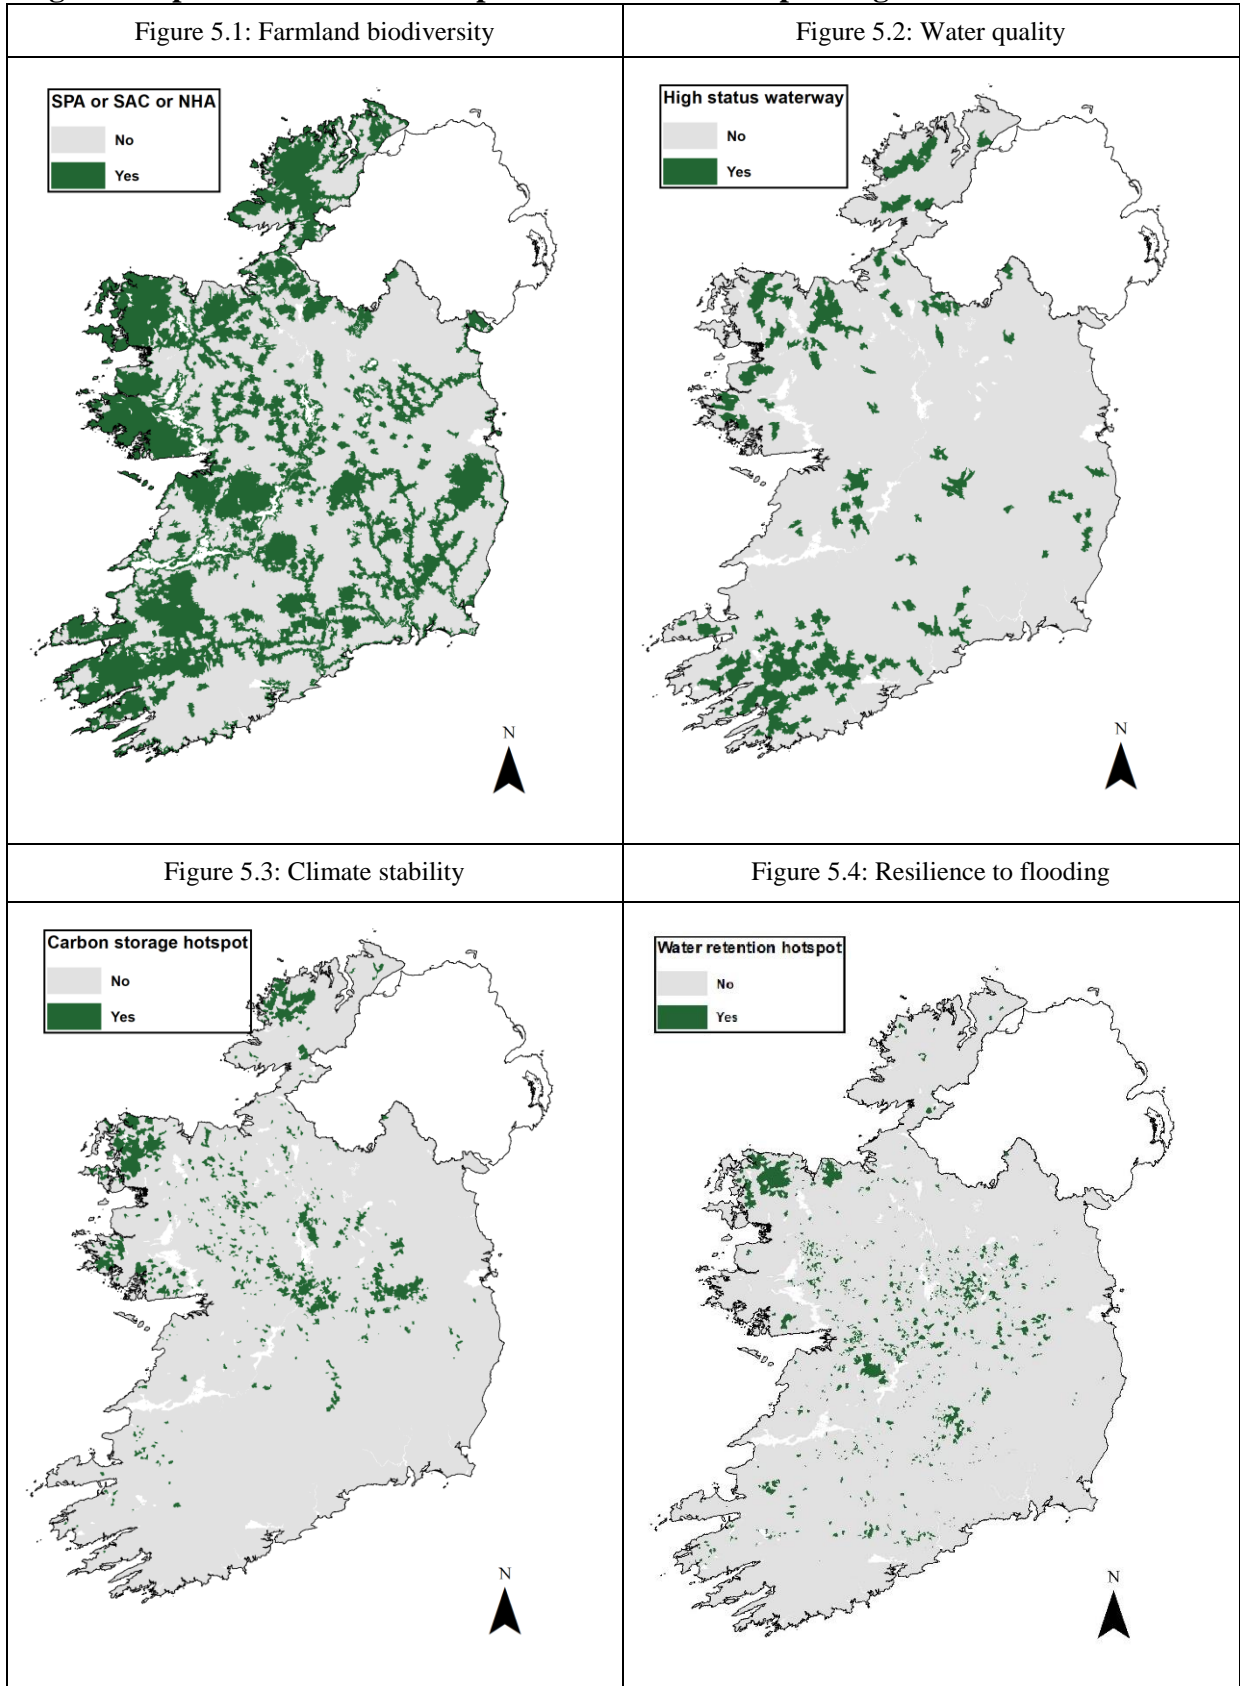 Figure 5.1: Farmland biodiversity
Figure 5.2: Water quality
SPA or SAC or NHA
No
Yes
N
High status waterway
No
Yes
N
Figure 5.3: Climate stability
Figure 5.4: Resilience to flooding
Carbon storage hotspot
No
Yes
N
Water retention hotspot
No
Yes
N